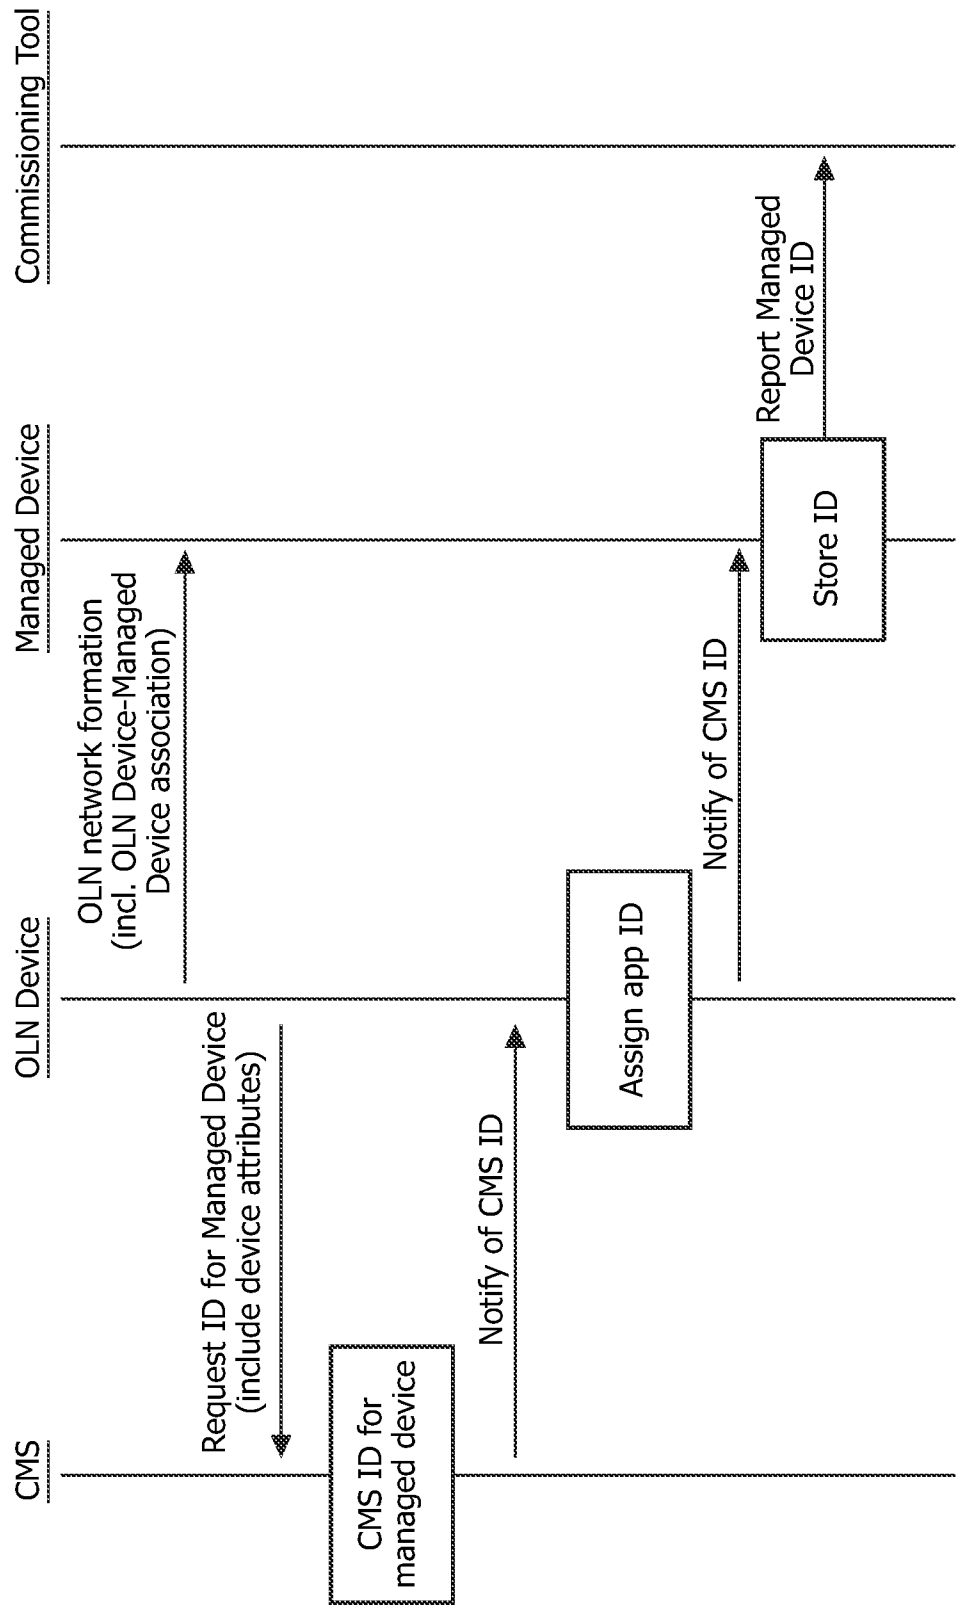 CMS
OLN Device
Managed Device
Commissioning Tool
OLN network formation
(incl. OLN Device-Managed
Device association)
Request ID for Managed Device
(include device attributes)
CMS ID for
managed device
Notify of CMS ID
Assign app ID
Notify of CMS ID
Store ID
Report Managed
Device ID